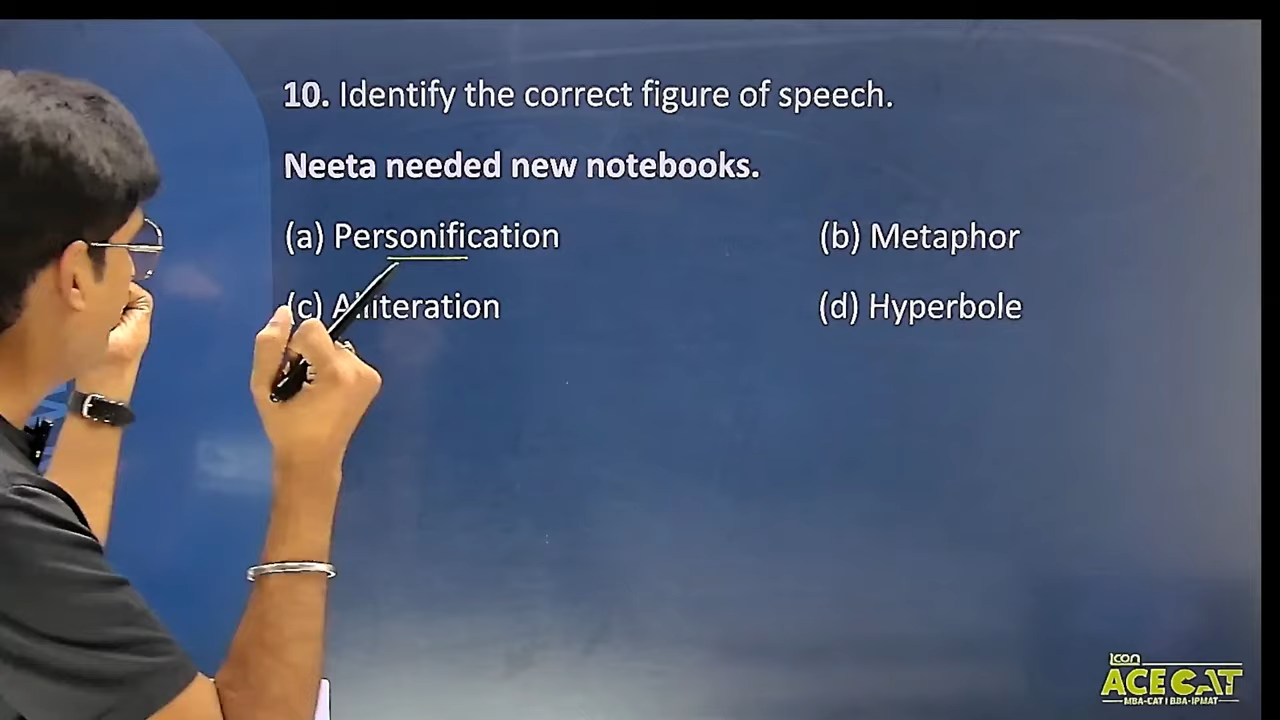 10. Identify the correct figure of speech.
Neeta needed new notebooks.
(a) Personification (b) Metaphor
(c) Alliteration (d) Hyperbole
Icon
ACE CAT
MBA-CAT | BBA-IPMAT